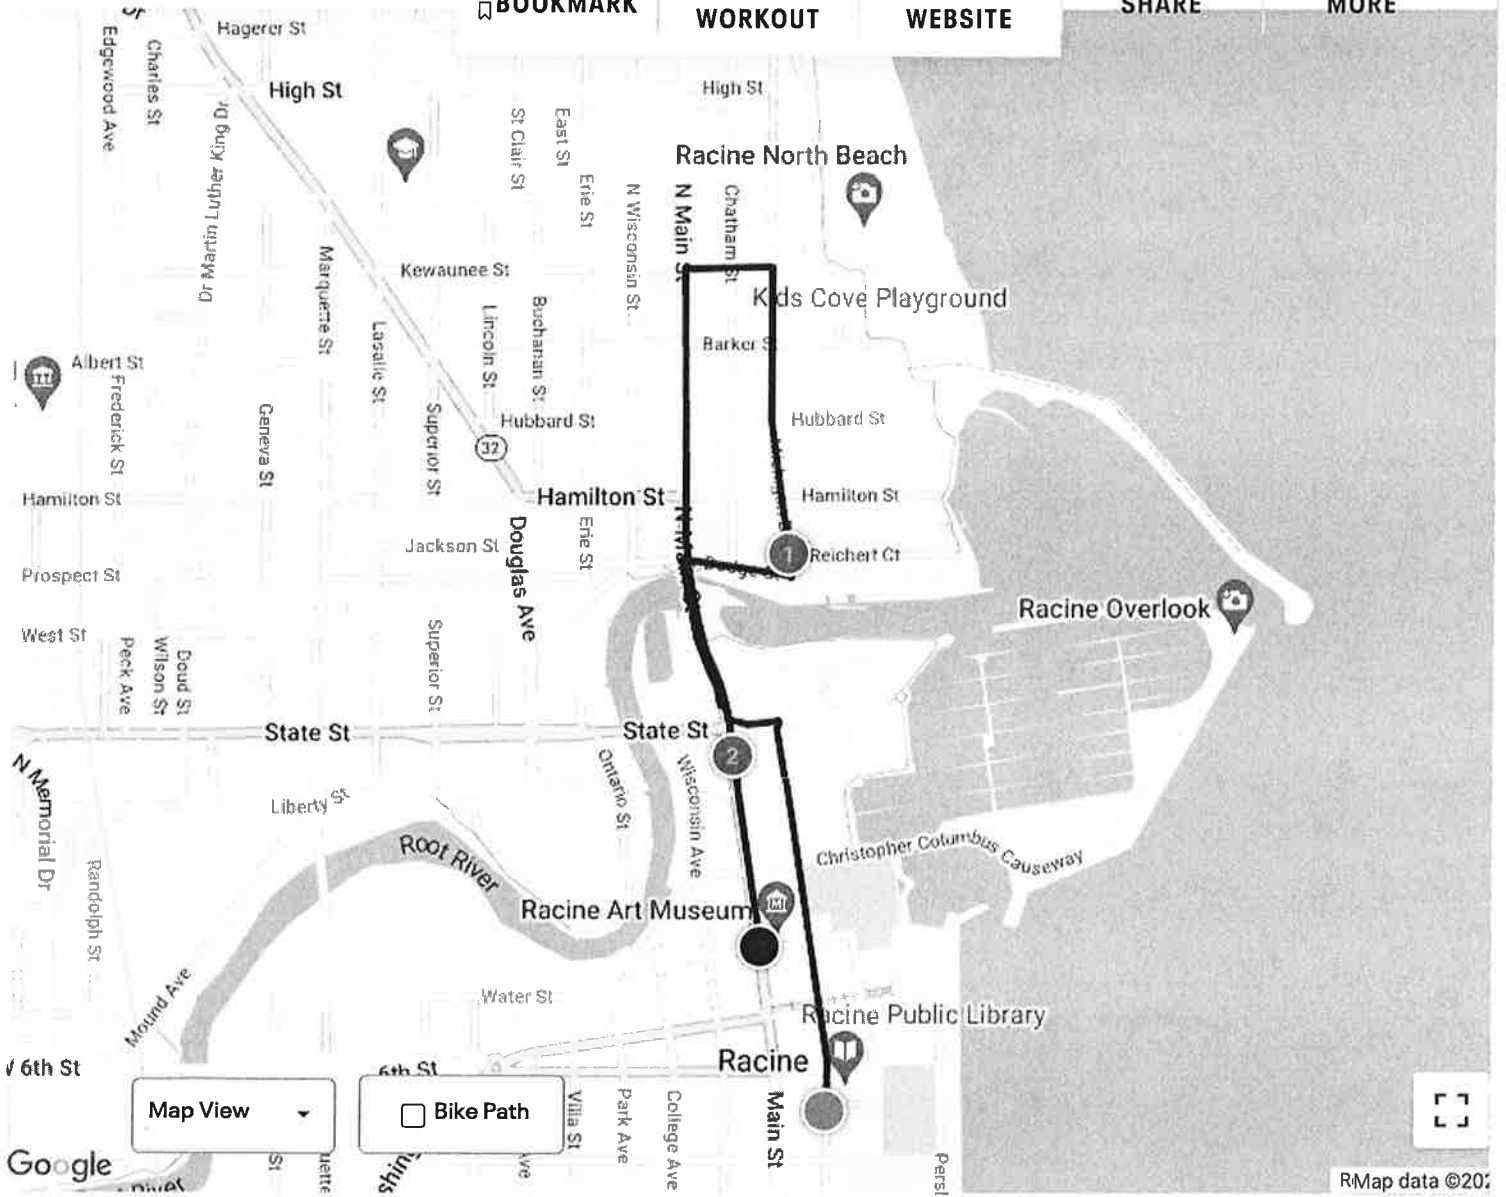 BOOKMARK
WORKOUT
WEBSITE
SHARE
MORE
Hagerer St
Edgewood Ave
Charles St
High St
High St
Dr Martin Luther King Dr
St Clair St
East St
Erie St
N Wisconsin St
Racine North Beach
N Main St
Chatham St
Marquette St
Kewaunee St
Kids Cove Playground
Lasalle St
Lincoln St
Buchanan St
Barker St
Albert St
Frederick St
Geneva St
Superior St
Hubbard St
Hubbard St
32
Hamilton St
Hamilton St
Hamilton St
Jackson St
Douglas Ave
Erie St
1
Reichert Ct
Dodge St
Prospect St
Racine Overlook
West St
Peck Ave
Wilson St
Doud St
Superior St
State St
State St
2
N Memorial Dr
Ontario St
Wisconsin Ave
Liberty St
Root River
Christopher Columbus Causeway
Randolph St
Racine Art Museum
Mound Ave
Water St
Racine Public Library
6th St
6th St
Racine
Map View
Bike Path
Villa St
Park Ave
College Ave
Main St
Google
St
Map data ©202